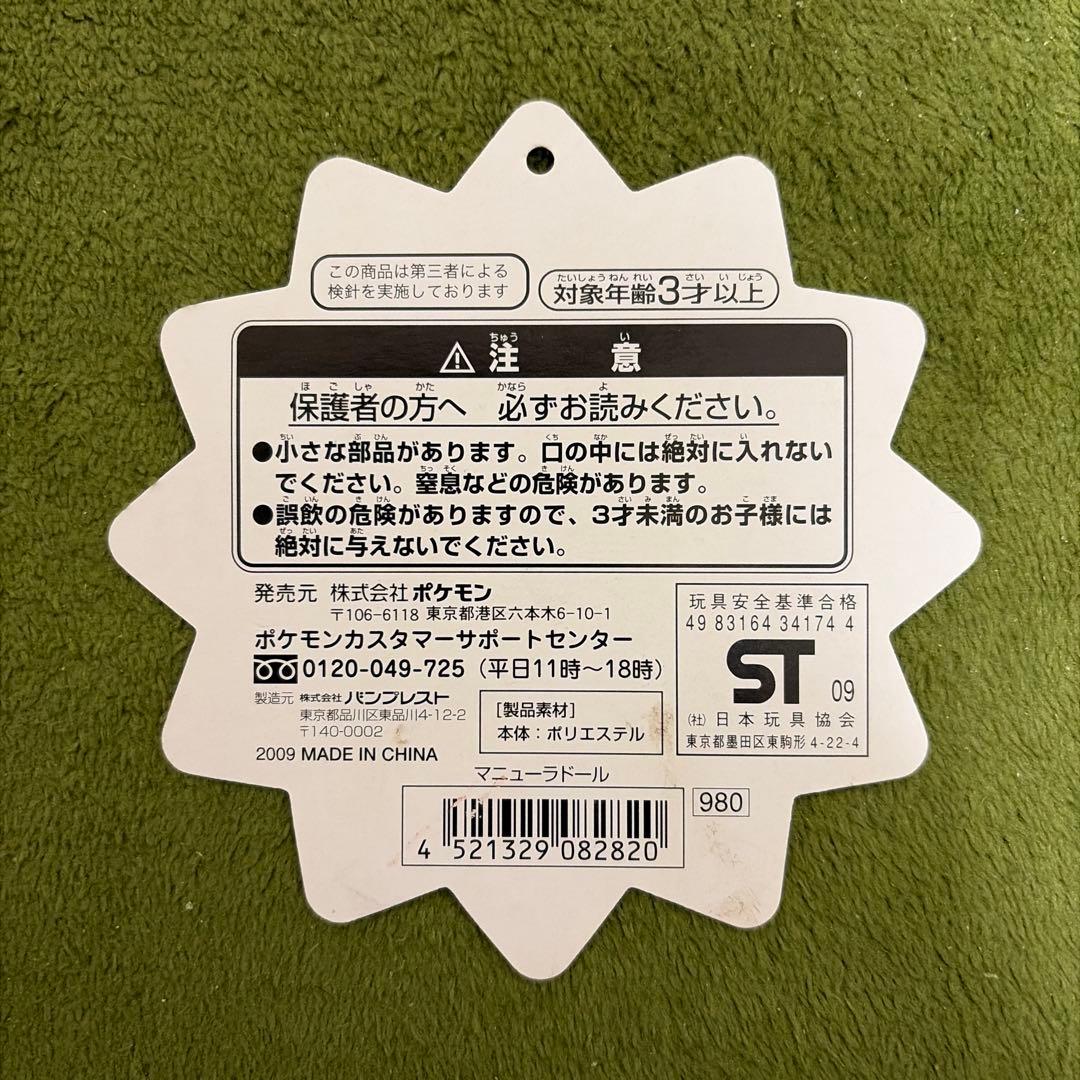 この商品は第三者による
検針を実施しております
たいしょうねんれい さいいじょう
対象年齢3才以上
ちゅう い
⚠注意
ほごしゃ かた かなら よ
保護者の方へ 必ずお読みください。
ちい ぶひん くち なか ぜったい い
●小さな部品があります。口の中には絶対に入れない
ちっそく きけん
でください。窒息などの危険があります。
ごいん きけん さいみまん こさま
●誤飲の危険がありますので、3才未満のお子様には
ぜったい あた
絶対に与えないでください。
発売元 株式会社ポケモン
〒106-6118 東京都港区六本木6-10-1
ポケモンカスタマーサポートセンター
0120-049-725（平日11時〜18時）
製造元 株式会社 バンプレスト
東京都品川区東品川4-12-2
〒140-0002
2009 MADE IN CHINA
[製品素材]
本体：ポリエステル
玩具安全基準合格
49 83164 34174 4
ST 09
(社)日本玩具協会
東京都墨田区東駒形4-22-4
マニューラドール
980
4 521329 082820